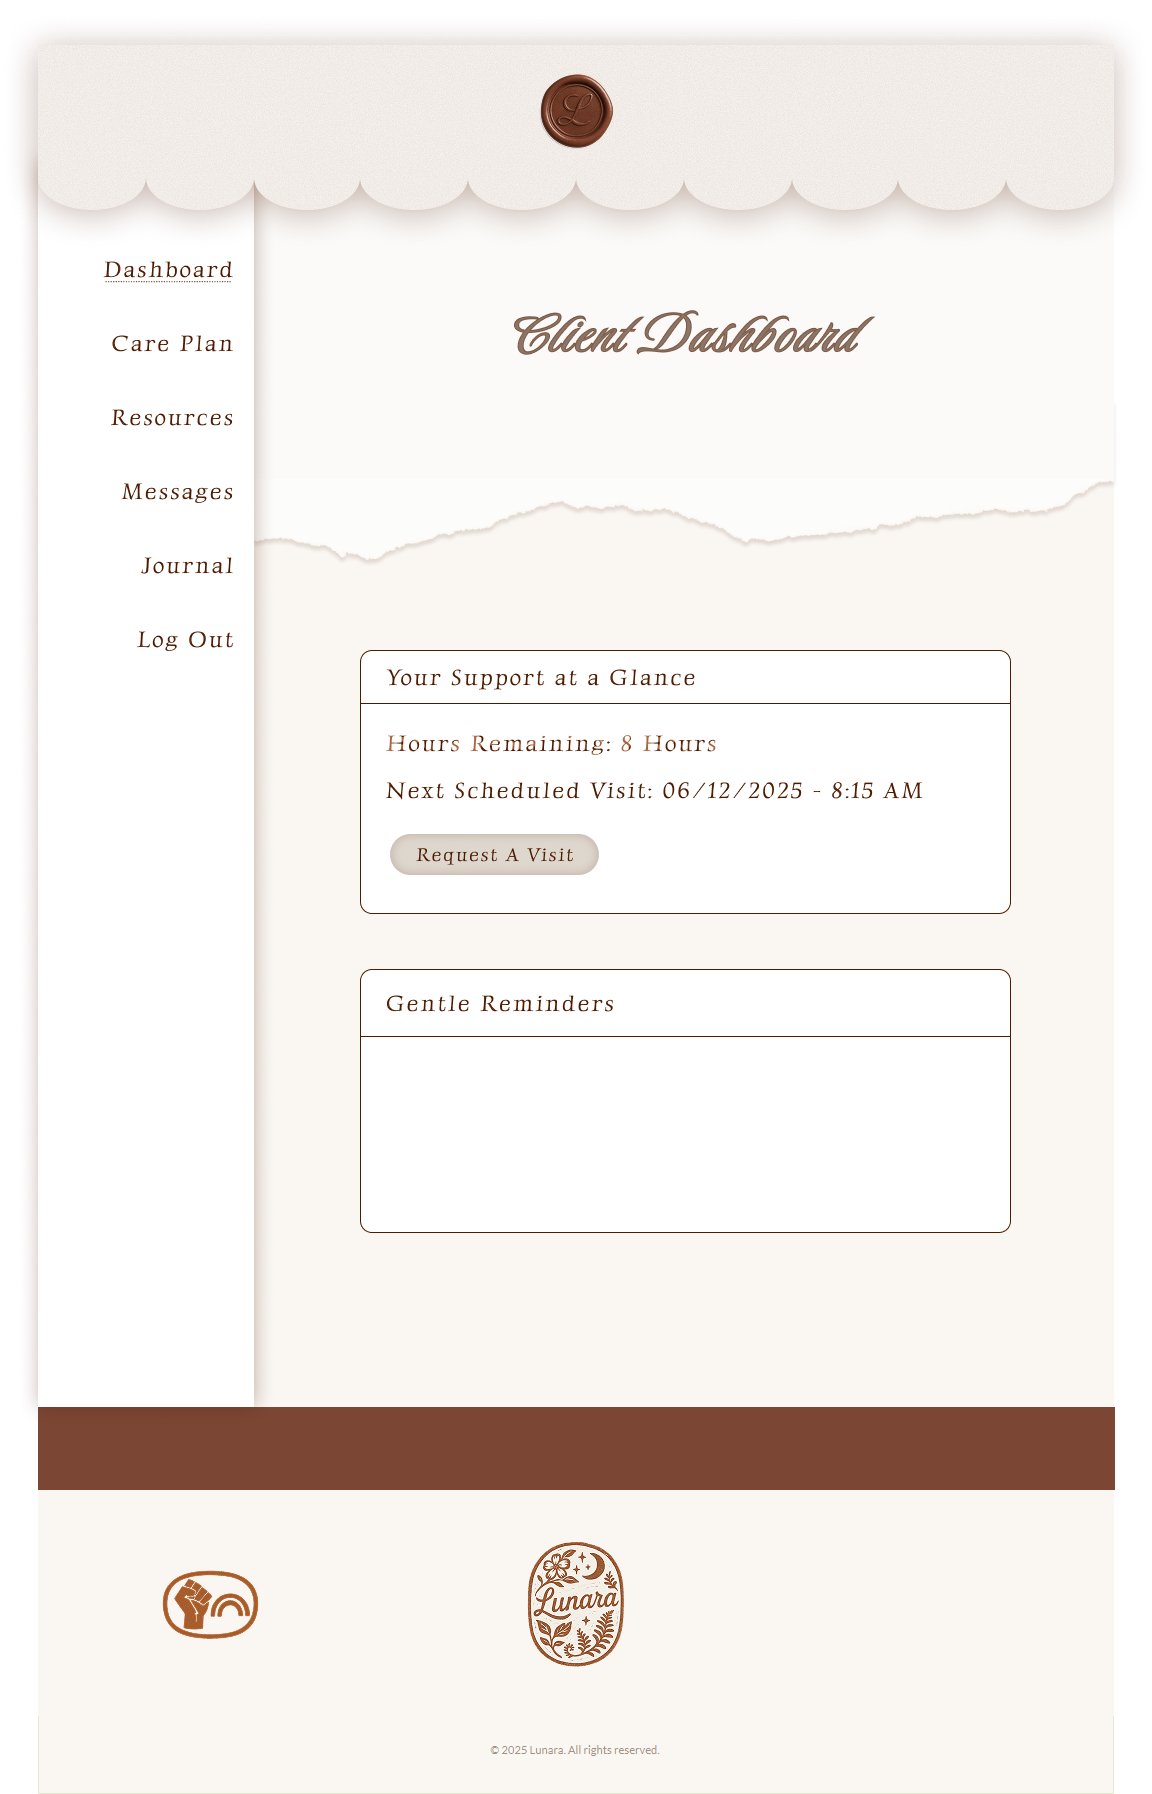 L
Dashboard
Care Plan
Resources
Messages
Journal
Log Out
Client Dashboard
Your Support at a Glance
Hours Remaining: 8 Hours
Next Scheduled Visit: 06/12/2025 - 8:15 AM
Request A Visit
Gentle Reminders
Lunara
© 2025 Lunara. All rights reserved.